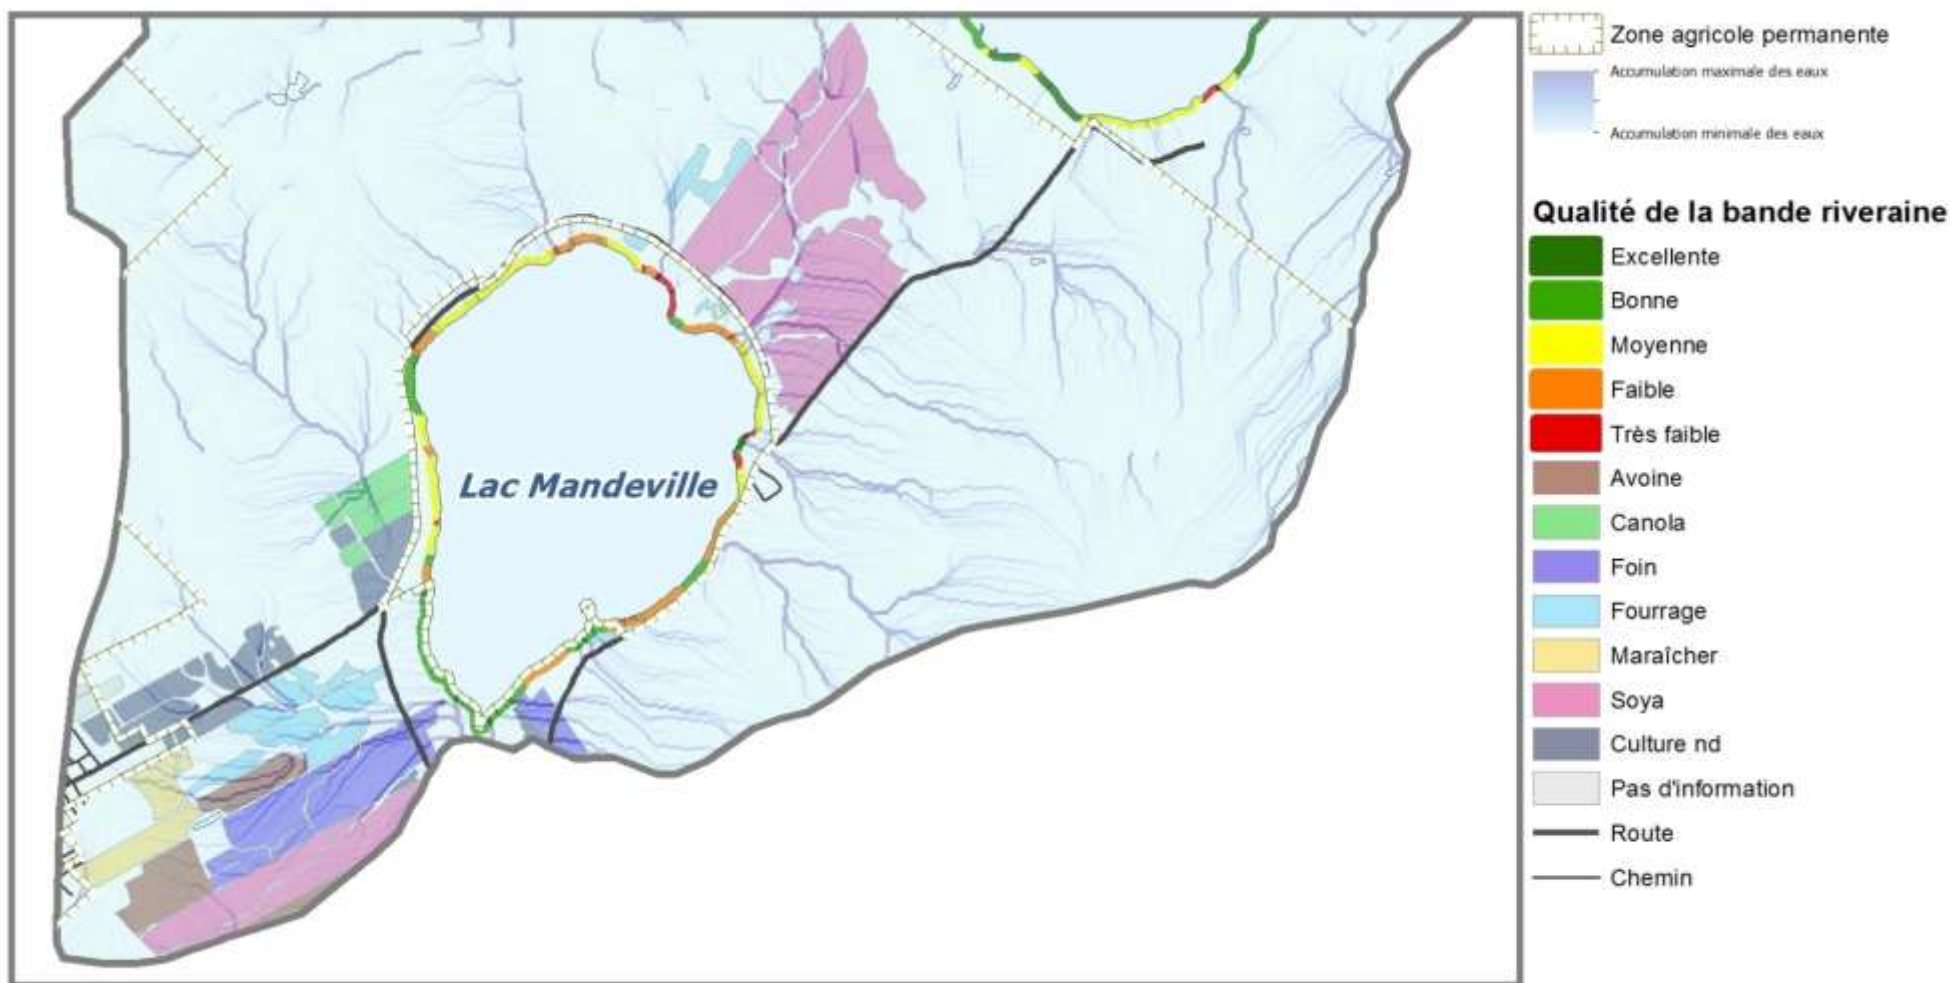 Zone agricole permanente
Accumulation maximale des eaux
Accumulation minimale des eaux
Qualité de la bande riveraine
Excellente
Bonne
Moyenne
Faible
Très faible
Avoine
Canola
Foin
Fourrage
Maraîcher
Soya
Culture nd
Pas d'information
Route
Chemin
Lac Mandeville